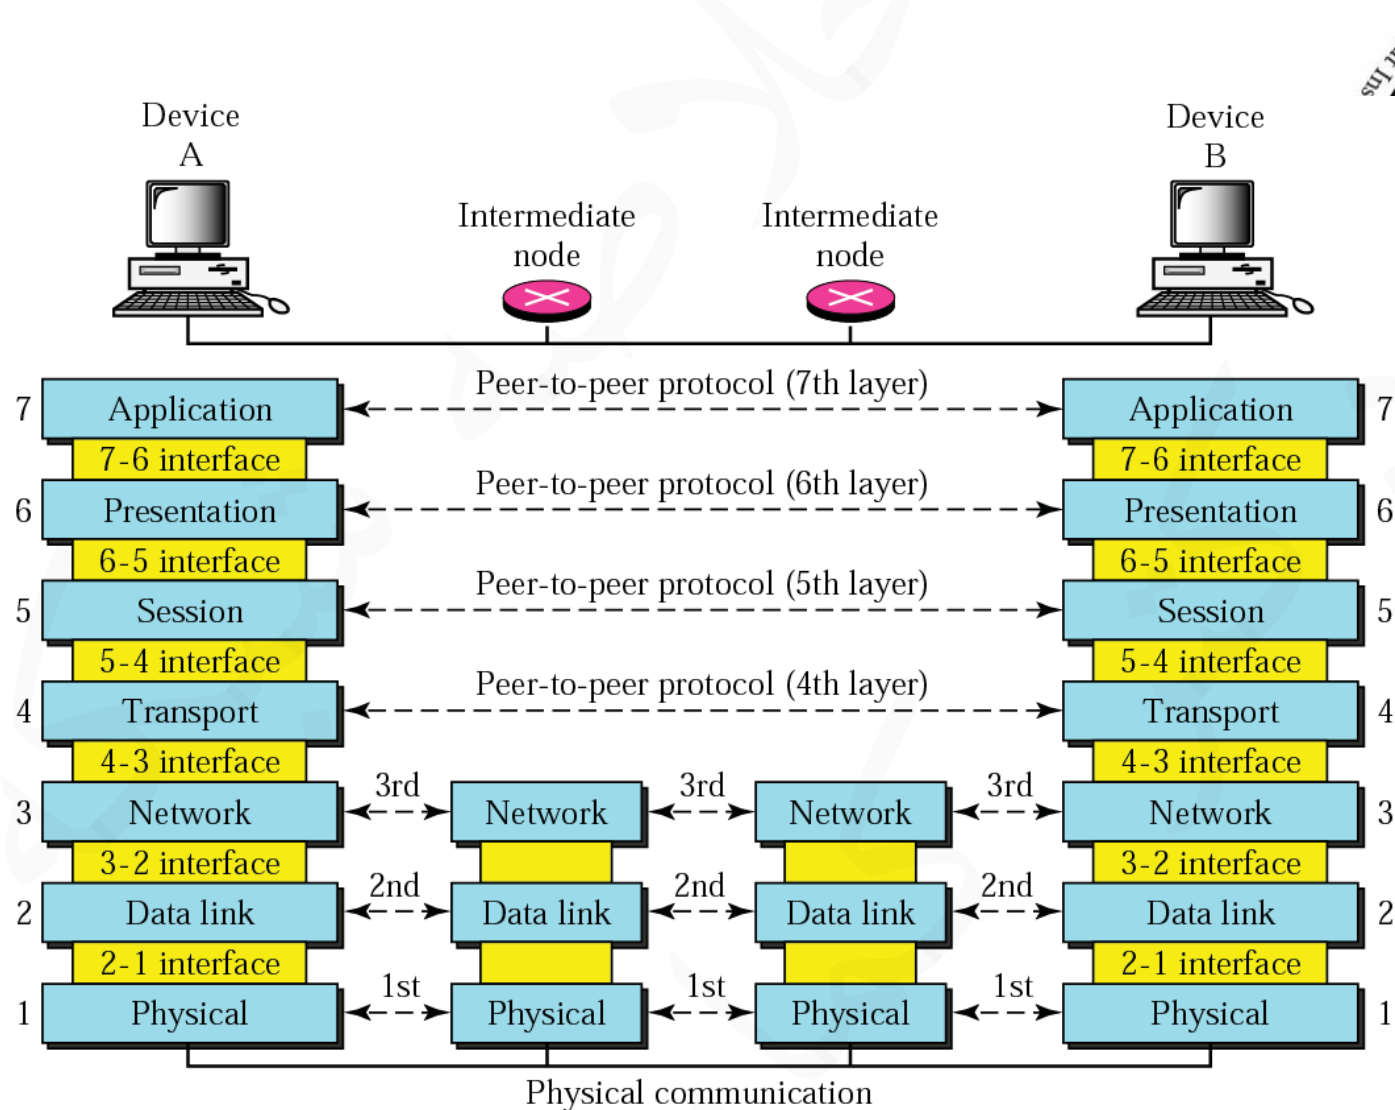 Device
A
Device
B
Intermediate
node
Intermediate
node
Peer-to-peer protocol (7th layer)
7 Application Application 7
7-6 interface 7-6 interface
Peer-to-peer protocol (6th layer)
6 Presentation Presentation 6
6-5 interface 6-5 interface
Peer-to-peer protocol (5th layer)
5 Session Session 5
5-4 interface 5-4 interface
Peer-to-peer protocol (4th layer)
4 Transport Transport 4
4-3 interface 4-3 interface
3rd 3rd 3rd
3 Network Network Network Network 3
3-2 interface 3-2 interface
2nd 2nd 2nd
2 Data link Data link Data link Data link 2
2-1 interface 2-1 interface
1st 1st 1st
1 Physical Physical Physical Physical 1
Physical communication